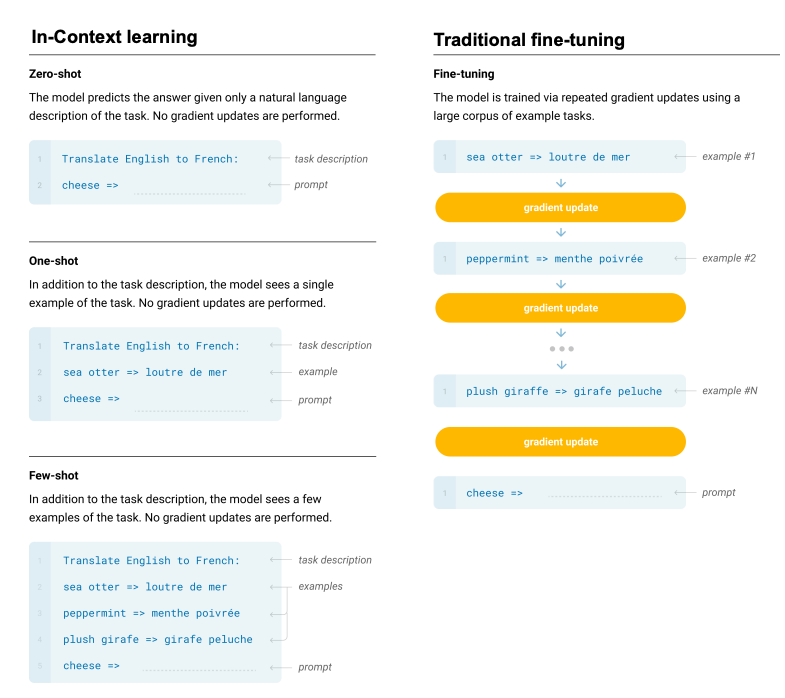 In-Context learning
Zero-shot
The model predicts the answer given only a natural language
description of the task. No gradient updates are performed.
1 Translate English to French: task description
2 cheese => prompt
One-shot
In addition to the task description, the model sees a single
example of the task. No gradient updates are performed.
1 Translate English to French: task description
2 sea otter => loutre de mer example
3 cheese => prompt
Few-shot
In addition to the task description, the model sees a few
examples of the task. No gradient updates are performed.
1 Translate English to French: task description
2 sea otter => loutre de mer examples
3 peppermint => menthe poivrée
4 plush girafe => girafe peluche
5 cheese => prompt
Traditional fine-tuning
Fine-tuning
The model is trained via repeated gradient updates using a
large corpus of example tasks.
1 sea otter => loutre de mer example #1
gradient update
1 peppermint => menthe poivrée example #2
gradient update
1 plush giraffe => girafe peluche example #N
gradient update
1 cheese => prompt